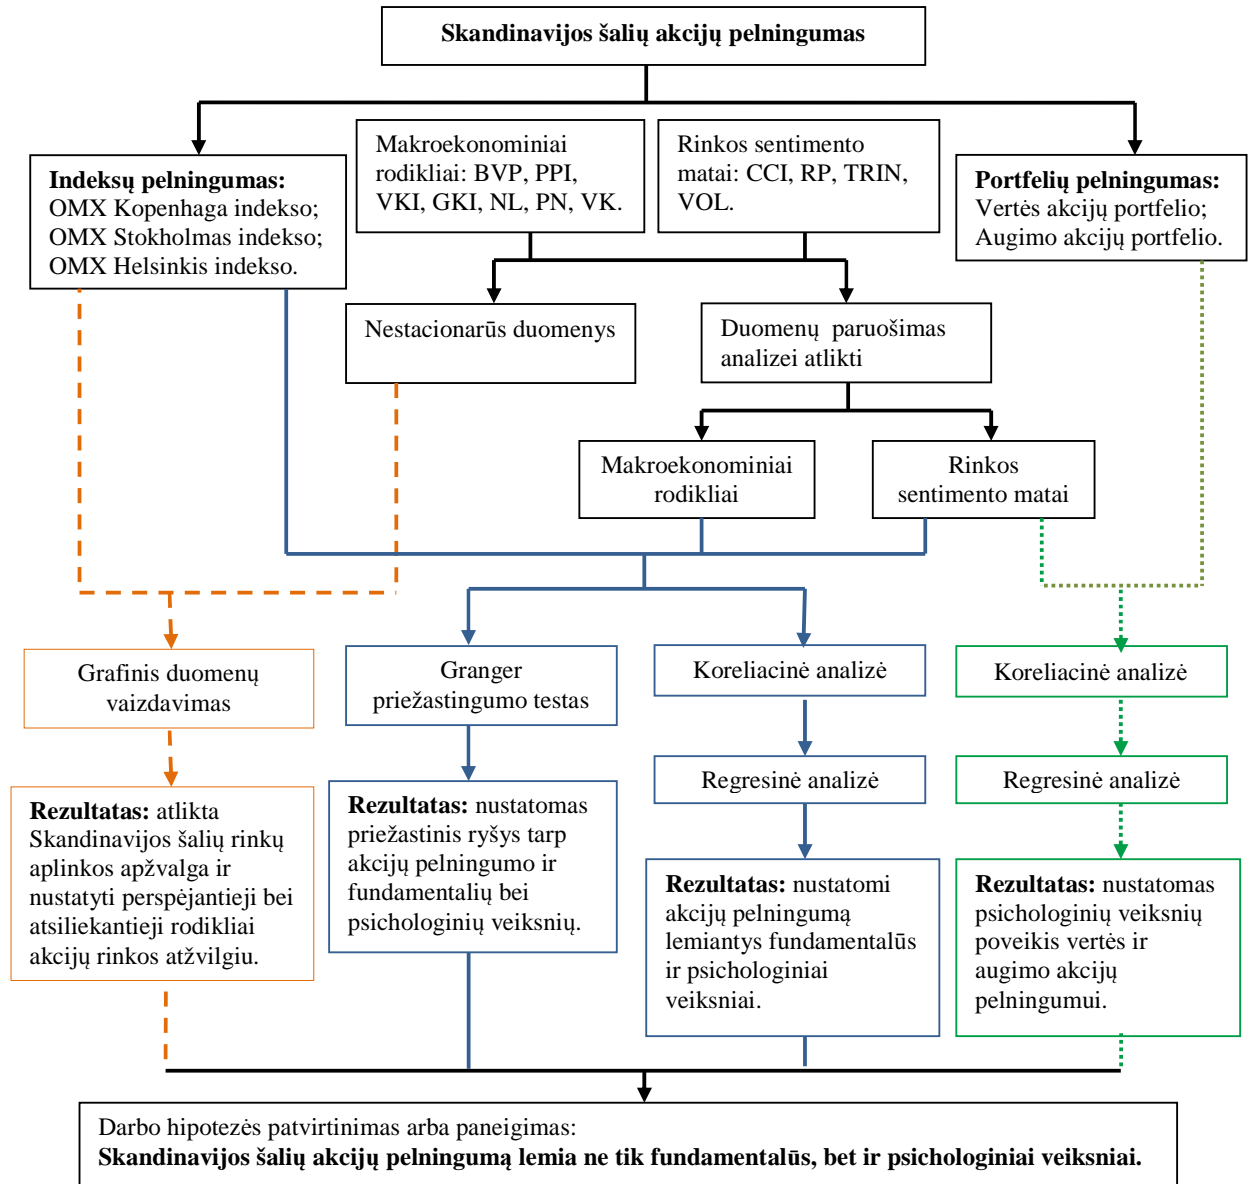 Skandinavijos šalių akcijų pelningumas
Indeksų pelningumas:
OMX Kopenhaga indekso;
OMX Stokholmas indekso;
OMX Helsinkis indekso.
Makroekonominiai
rodikliai: BVP, PPI,
VKI, GKI, NL, PN, VK.
Rinkos sentimento
matai: CCI, RP, TRIN,
VOL.
Portfelių pelningumas:
Vertės akcijų portfelio;
Augimo akcijų portfelio.
Nestacionarūs duomenys
Duomenų paruošimas
analizei atlikti
Makroekonominiai
rodikliai
Rinkos
sentimento matai
Grafinis duomenų
vaizdavimas
Granger
priežastingumo testas
Koreliacinė analizė
Koreliacinė analizė
Regresinė analizė
Regresinė analizė
Rezultatas: atlikta
Skandinavijos šalių rinkų
aplinkos apžvalga ir
nustatyti perspėjantieji bei
atsiliekantieji rodikliai
akcijų rinkos atžvilgiu.
Rezultatas: nustatomas
priežastinis ryšys tarp
akcijų pelningumo ir
fundamentalių bei
psichologinių veiksnių.
Rezultatas: nustatomi
akcijų pelningumą
lemiantys fundamentalūs
ir psichologiniai
veiksniai.
Rezultatas: nustatomas
psichologinių veiksnių
poveikis vertės ir
augimo akcijų
pelningumui.
Darbo hipotezės patvirtinimas arba paneigimas:
Skandinavijos šalių akcijų pelningumą lemia ne tik fundamentalūs, bet ir psichologiniai veiksniai.